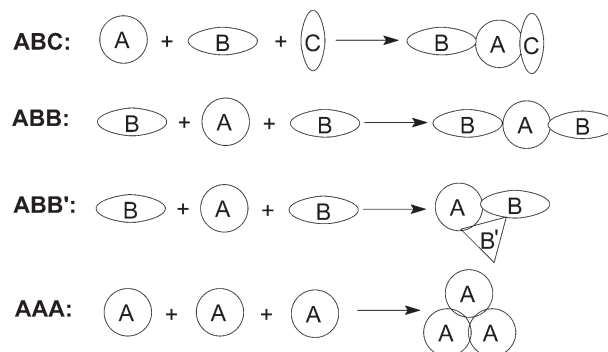 ABC: A + B + C B A C
ABB: B + A + B B A B
ABB': B + A + B A B
B'
AAA: A + A + A A
A A